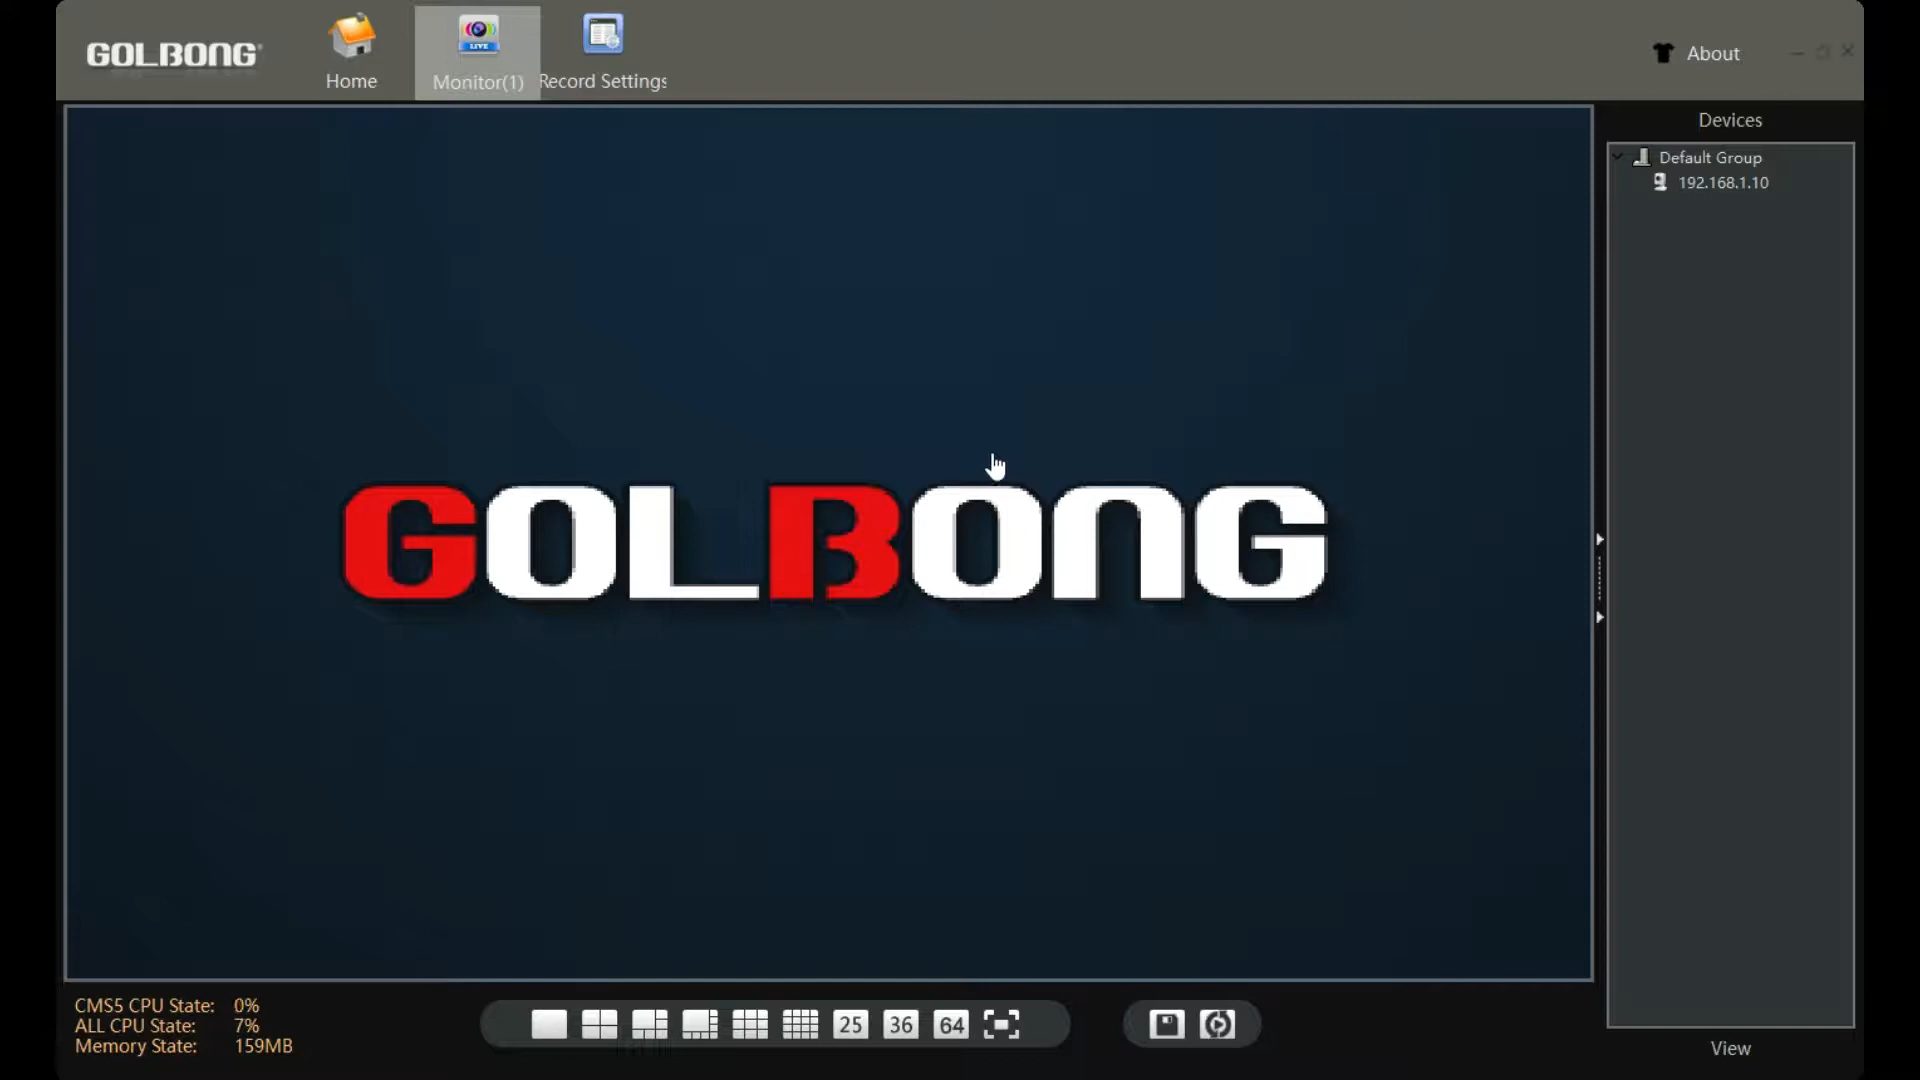 GOLBONG
Home
Monitor(1)
LIVE
Record Settings
About
Devices
Default Group
192.168.1.10
GOLBONG
CMS5 CPU State: 0%
ALL CPU State: 7%
Memory State: 159MB
25 36 64
View